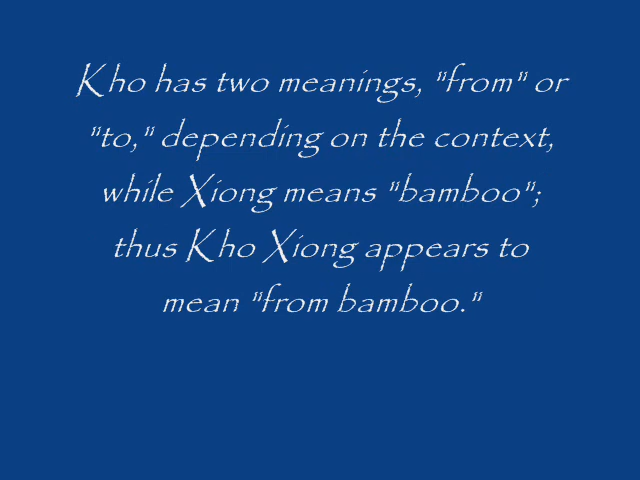 Kho has two meanings, "from" or
"to," depending on the context,
while Xiong means "bamboo";
thus Kho Xiong appears to
mean "from bamboo."